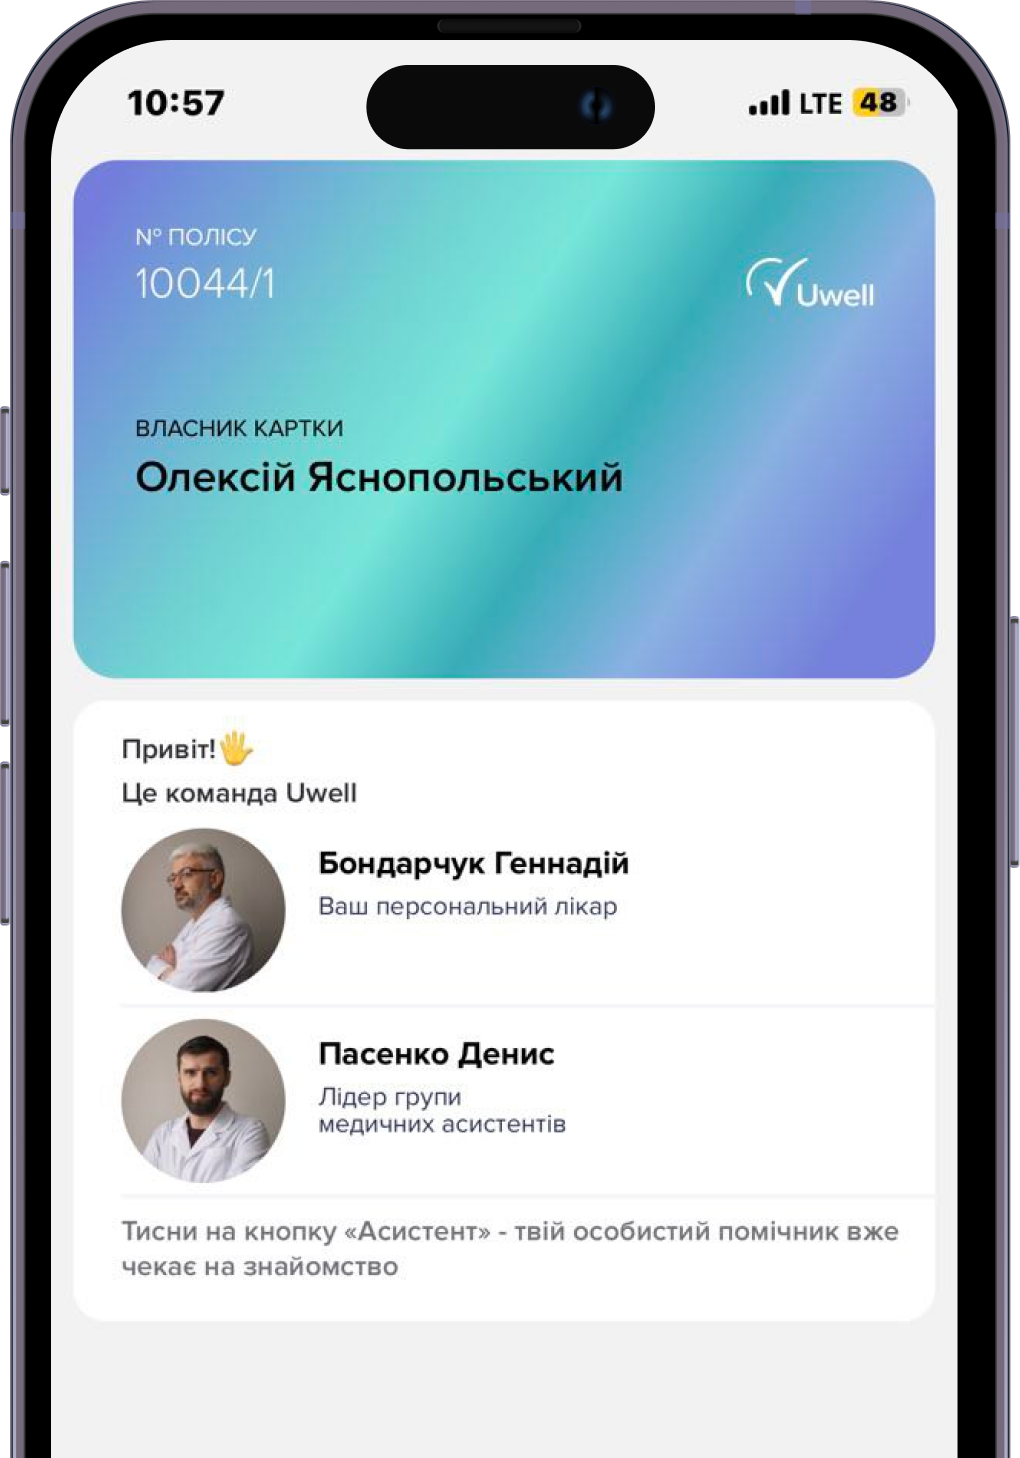 10:57
LTE 48
№ ПОЛІСУ
10044/1
Uwell
ВЛАСНИК КАРТКИ
Олексій Яснопольський
Привіт!🖐
Це команда Uwell
Бондарчук Геннадій
Ваш персональний лікар
Пасенко Денис
Лідер групи
медичних асистентів
Тисни на кнопку «Асистент» - твій особистий помічник вже
чекає на знайомство